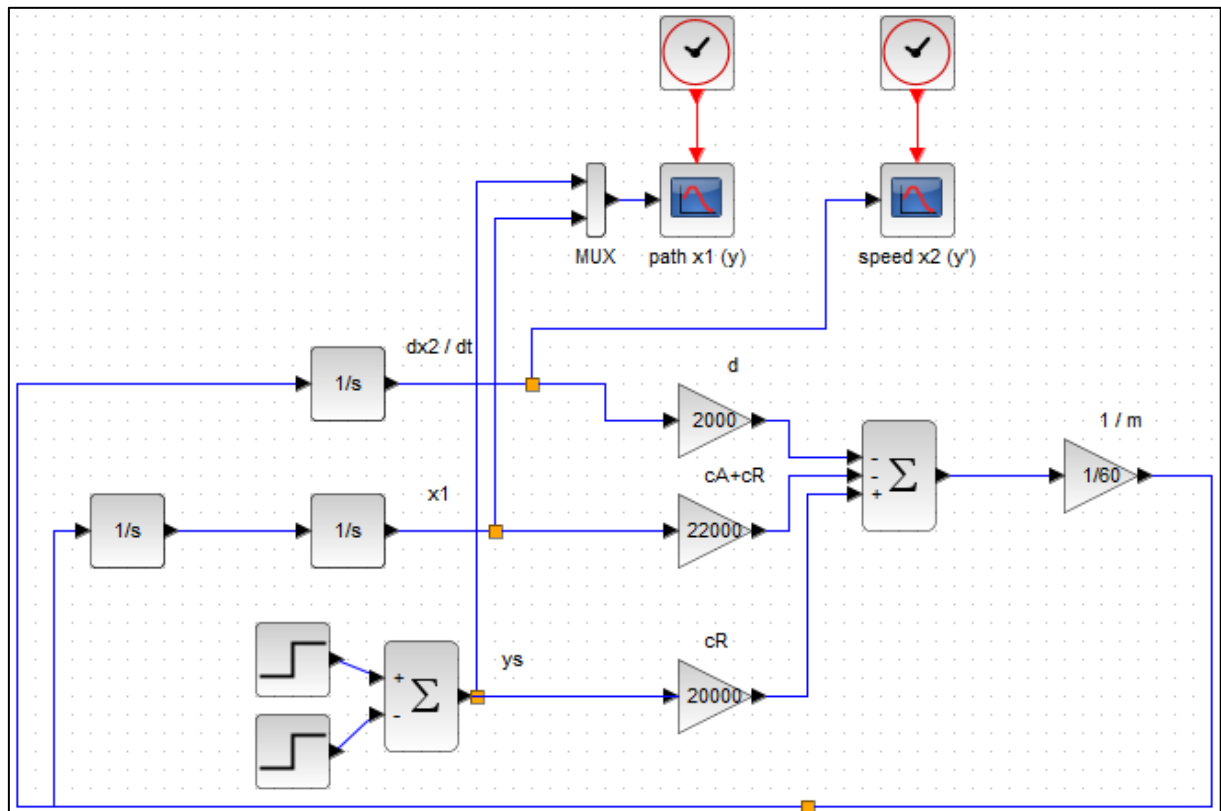 MUX
path x1 (y)
speed x2 (y')
dx2 / dt
1/s
d
2000
1 / m
-
-
+
Σ
1/60
cA+cR
x1
1/s
1/s
22000
ys
cR
+
-
Σ
20000